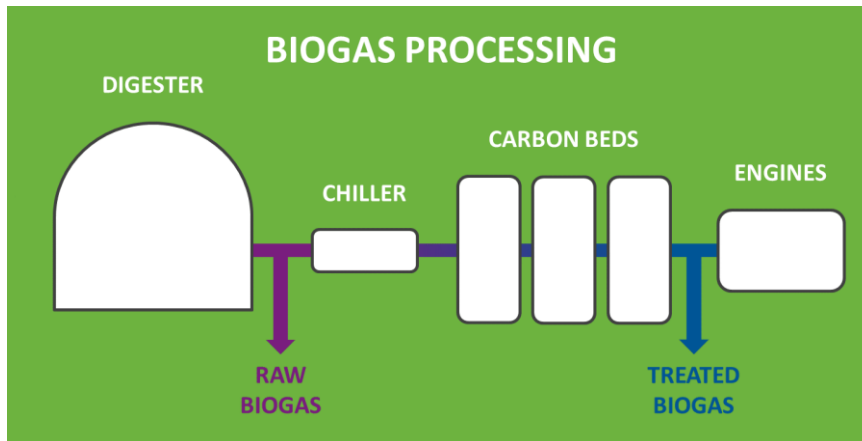 BIOGAS PROCESSING
DIGESTER
CARBON BEDS
ENGINES
CHILLER
RAW
BIOGAS
TREATED
BIOGAS